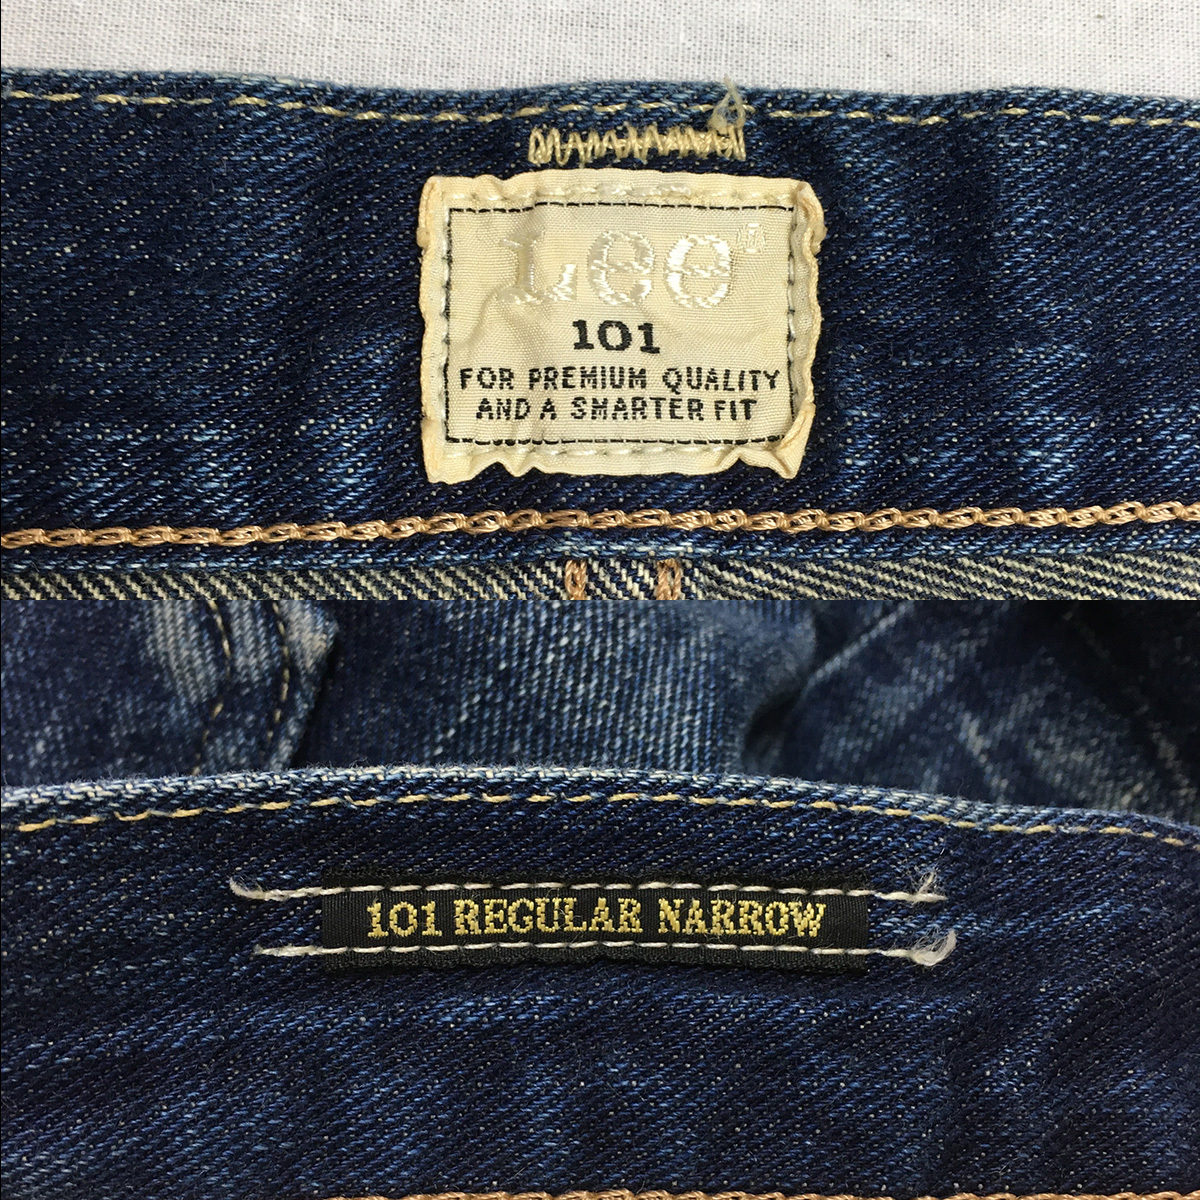 Lee®
101
FOR PREMIUM QUALITY
AND A SMARTER FIT
101 REGULAR NARROW